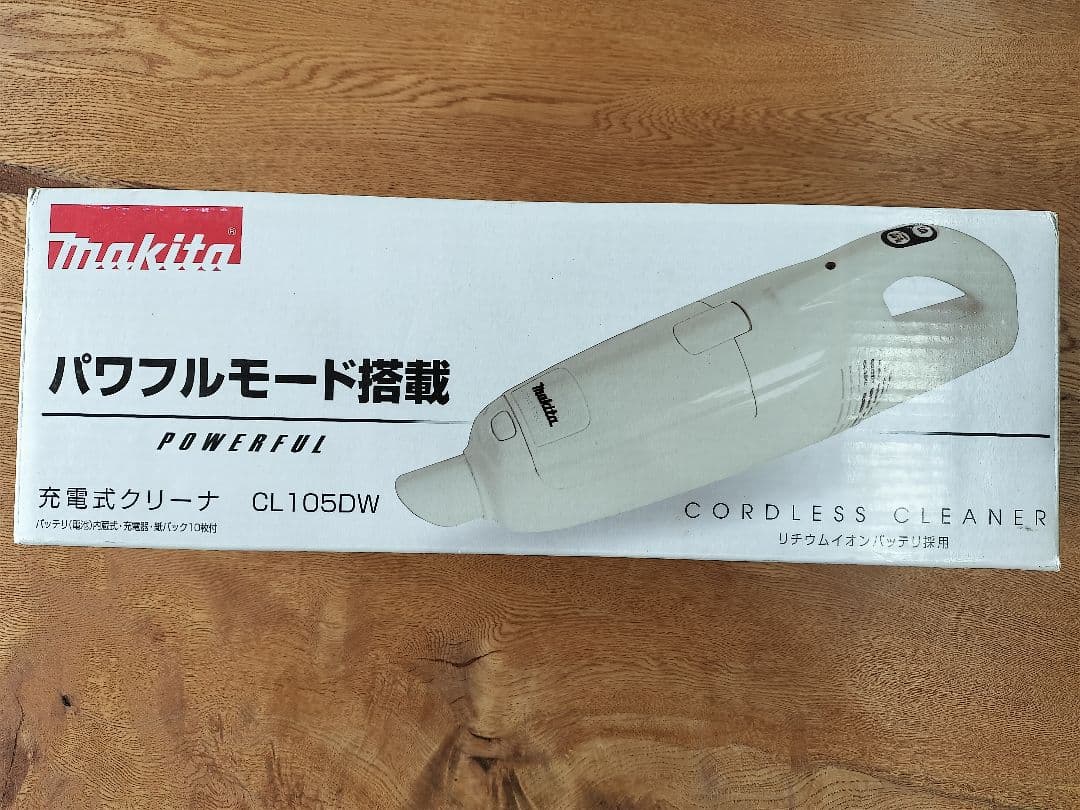 makita®
パワフルモード搭載
POWERFUL
充電式クリーナ CL105DW
バッテリ(電池)内蔵式・充電器・紙パック10枚付
makita
CORDLESS CLEANER
リチウムイオンバッテリ採用